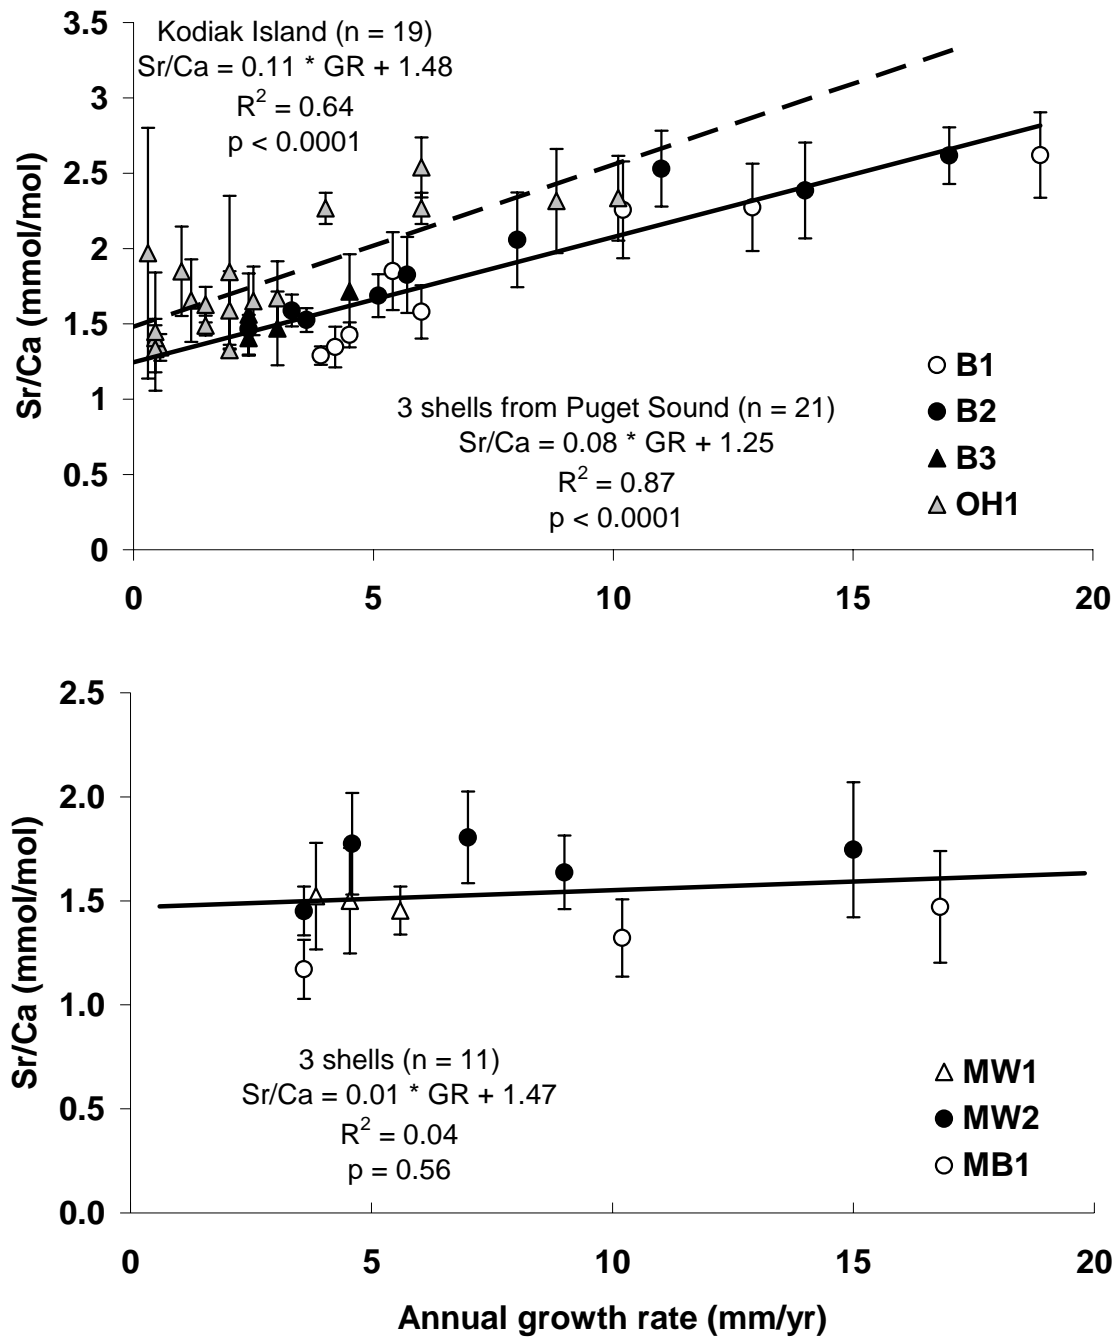 Kodiak Island (n = 19)
Sr/Ca = 0.11 * GR + 1.48
R² = 0.64
p < 0.0001
3.5
3
2.5
2
1.5
1
0.5
0
Sr/Ca (mmol/mol)
3 shells from Puget Sound (n = 21)
Sr/Ca = 0.08 * GR + 1.25
R² = 0.87
p < 0.0001
B1
B2
B3
OH1
0 5 10 15 20
2.5
2.0
1.5
1.0
0.5
0.0
Sr/Ca (mmol/mol)
3 shells (n = 11)
Sr/Ca = 0.01 * GR + 1.47
R² = 0.04
p = 0.56
MW1
MW2
MB1
0 5 10 15 20
Annual growth rate (mm/yr)